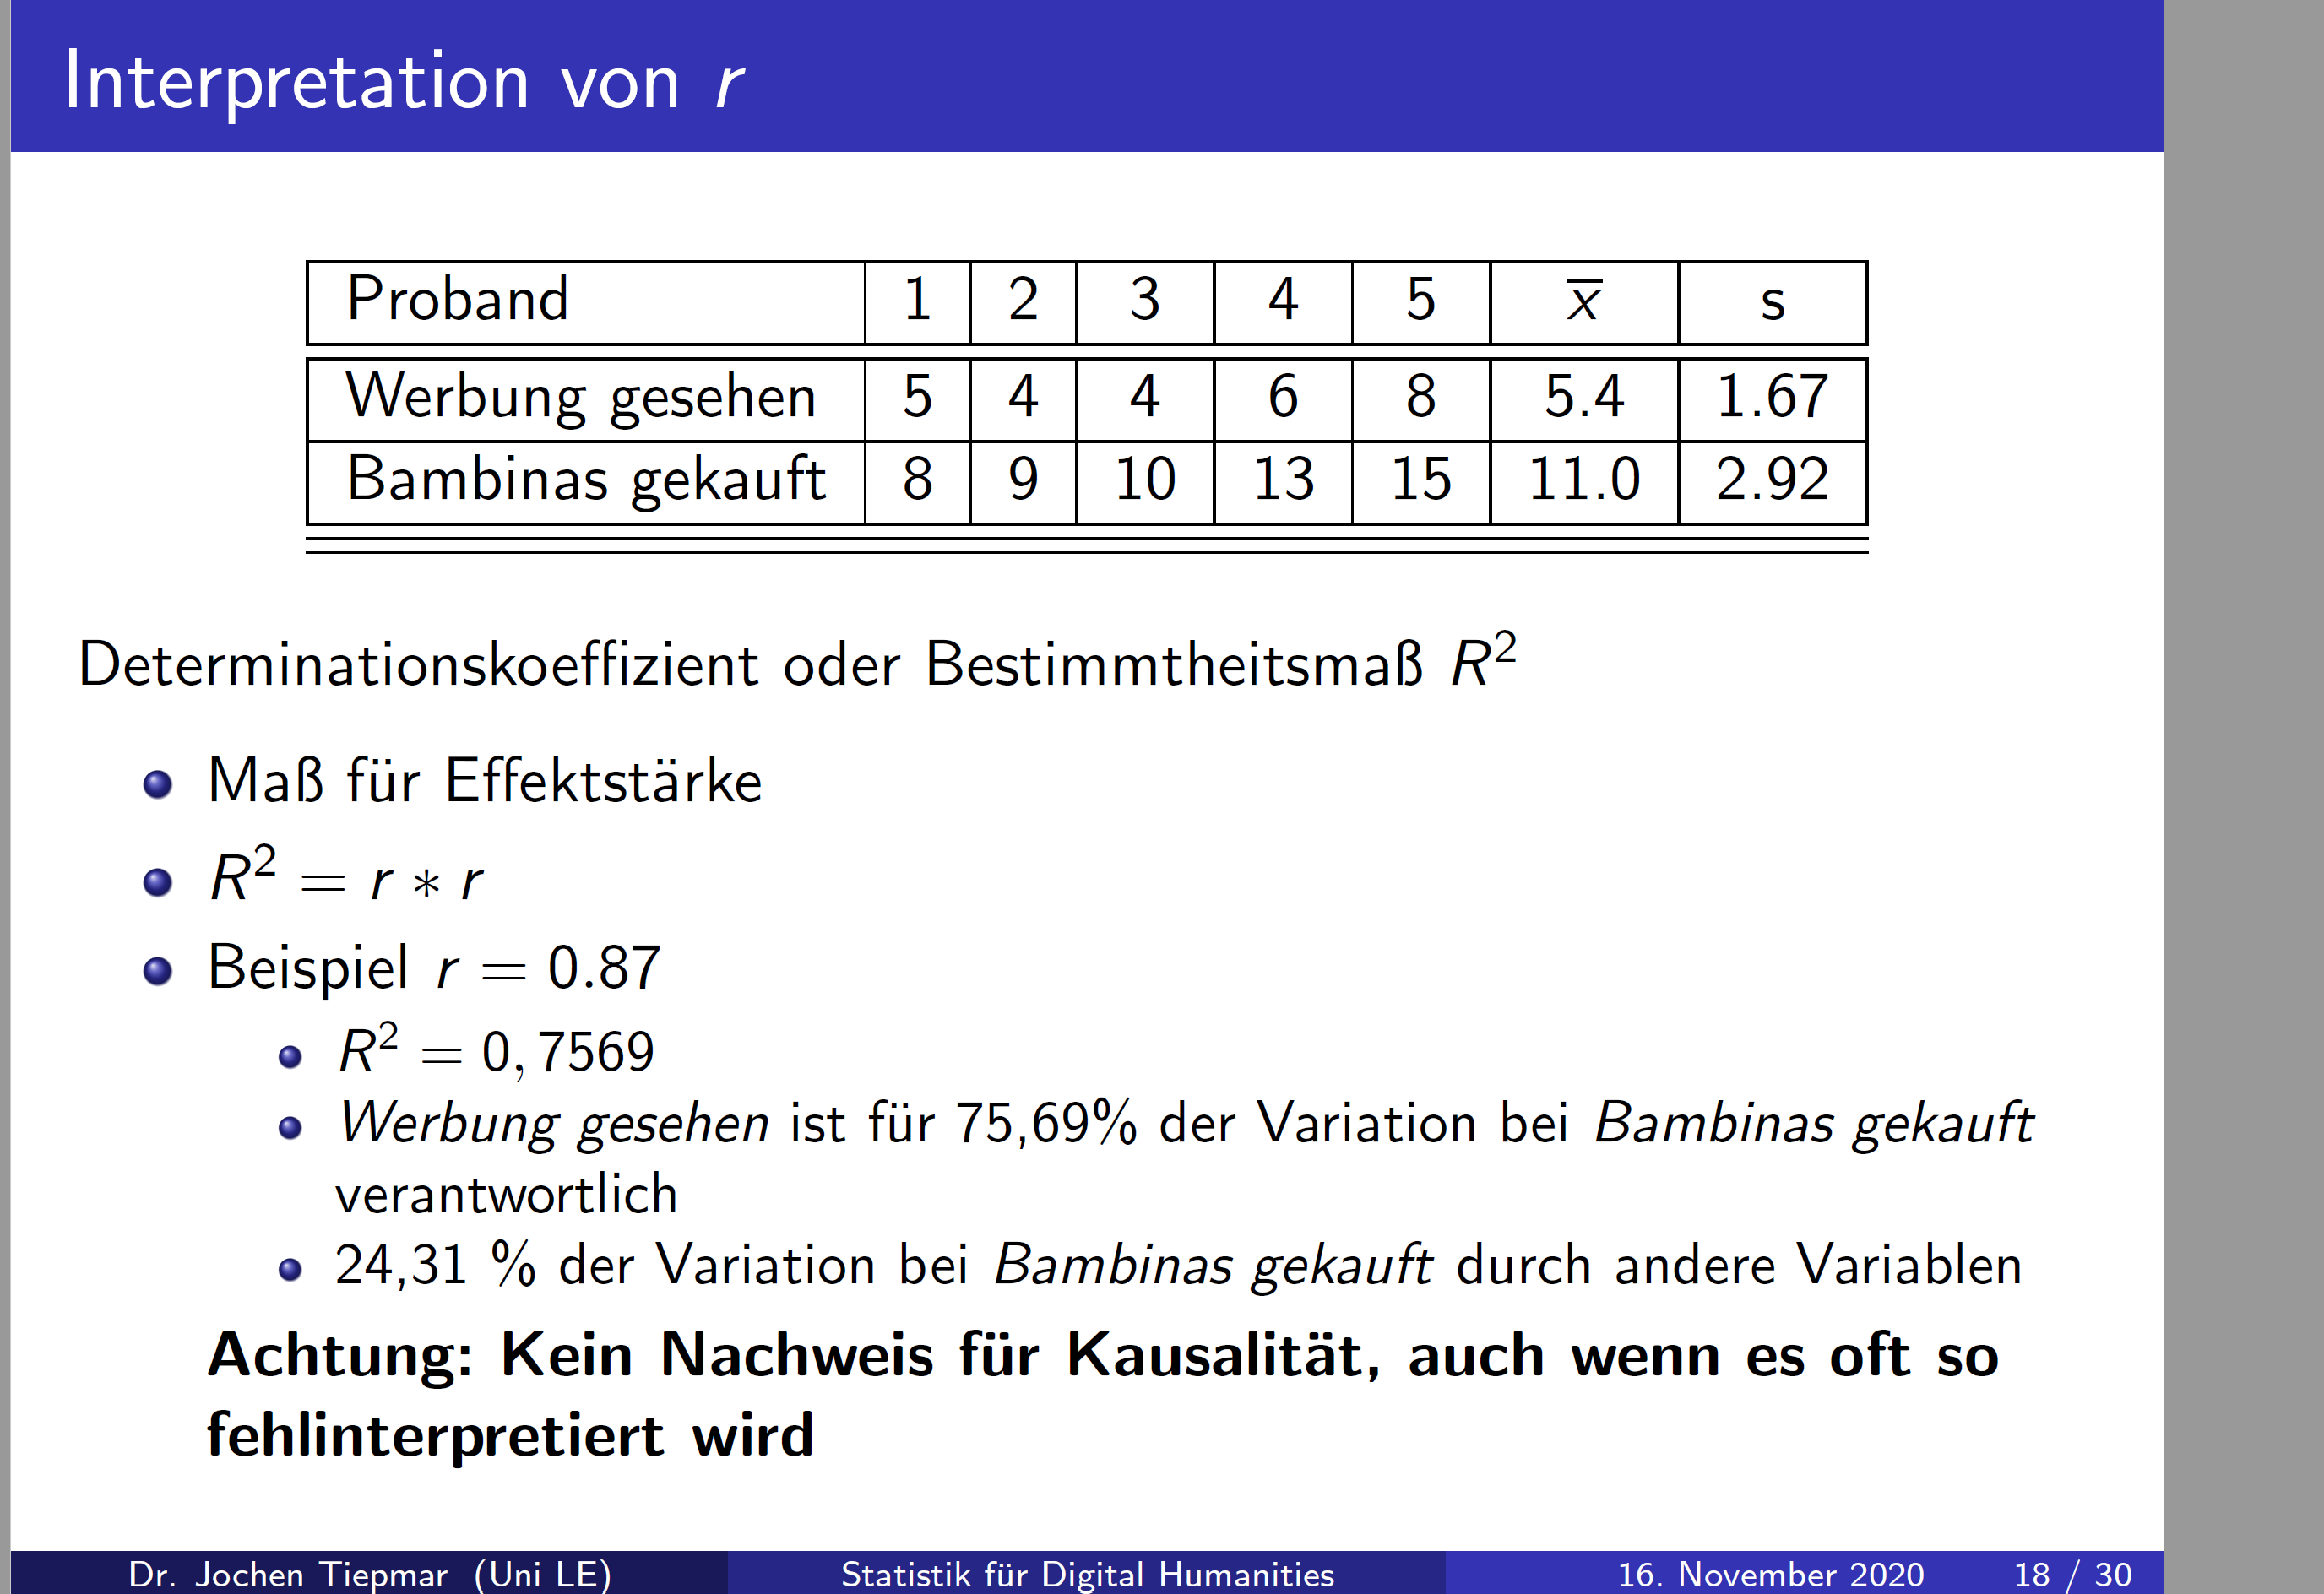 Interpretation von r
Proband 1 2 3 4 5 x̅ s
Werbung gesehen 5 4 4 6 8 5.4 1.67
Bambinas gekauft 8 9 10 13 15 11.0 2.92
Determinationskoeffizient oder Bestimmtheitsmaß R²
Maß für Effektstärke
R² = r ∗ r
Beispiel r = 0.87
R² = 0, 7569
Werbung gesehen ist für 75,69% der Variation bei Bambinas gekauft
verantwortlich
24,31 % der Variation bei Bambinas gekauft durch andere Variablen
Achtung: Kein Nachweis für Kausalität, auch wenn es oft so
fehlinterpretiert wird
Dr. Jochen Tiepmar (Uni LE) Statistik für Digital Humanities 16. November 2020 18 / 30